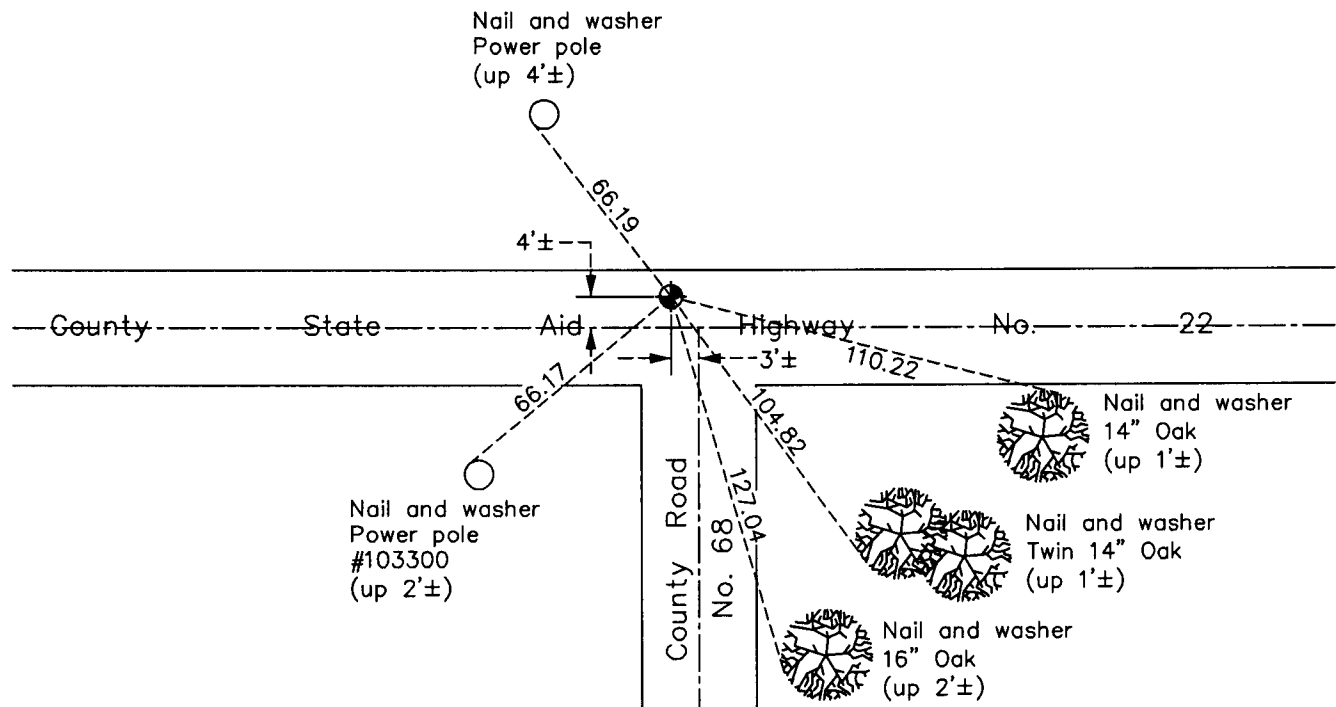 Nail and washer
Power pole
(up 4'±)
66.19
4'±
County State Aid Highway No. 22
3'±
110.22
66.17
104.82
127.04
Nail and washer
14" Oak
(up 1'±)
Nail and washer
Power pole
#103300
(up 2'±)
County Road
No. 68
Nail and washer
Twin 14" Oak
(up 1'±)
Nail and washer
16" Oak
(up 2'±)